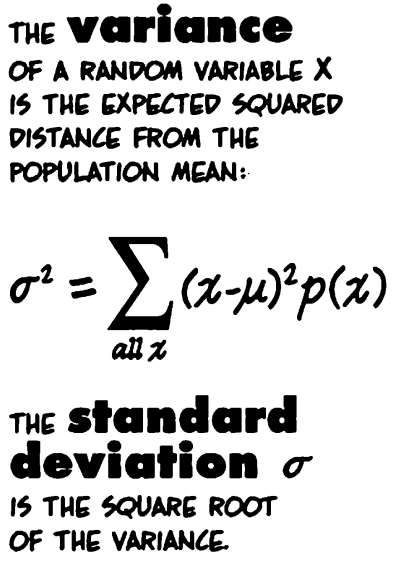 THE variance
OF A RANDOM VARIABLE X
IS THE EXPECTED SQUARED
DISTANCE FROM THE
POPULATION MEAN:
σ² = ∑ (x-μ)²p(x)
all x
THE standard
deviation σ
IS THE SQUARE ROOT
OF THE VARIANCE.